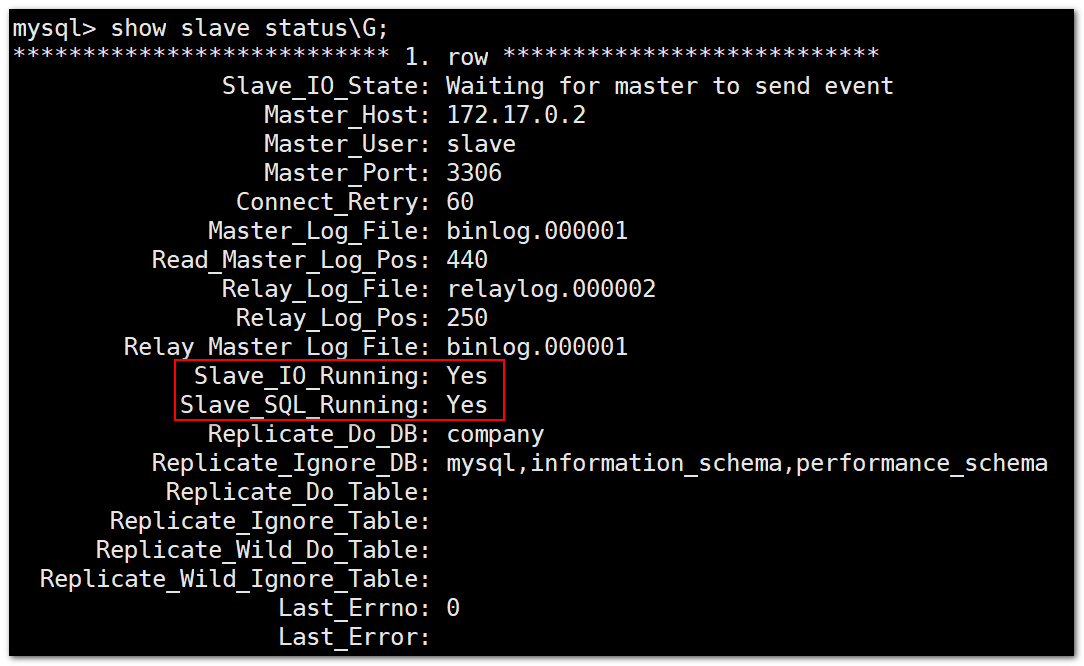 mysql> show slave status\G;
*************************** 1. row ***************************
Slave_IO_State: Waiting for master to send event
Master_Host: 172.17.0.2
Master_User: slave
Master_Port: 3306
Connect_Retry: 60
Master_Log_File: binlog.000001
Read_Master_Log_Pos: 440
Relay_Log_File: relaylog.000002
Relay_Log_Pos: 250
Relay_Master_Log_File: binlog.000001
Slave_IO_Running: Yes
Slave_SQL_Running: Yes
Replicate_Do_DB: company
Replicate_Ignore_DB: mysql,information_schema,performance_schema
Replicate_Do_Table:
Replicate_Ignore_Table:
Replicate_Wild_Do_Table:
Replicate_Wild_Ignore_Table:
Last_Errno: 0
Last_Error: